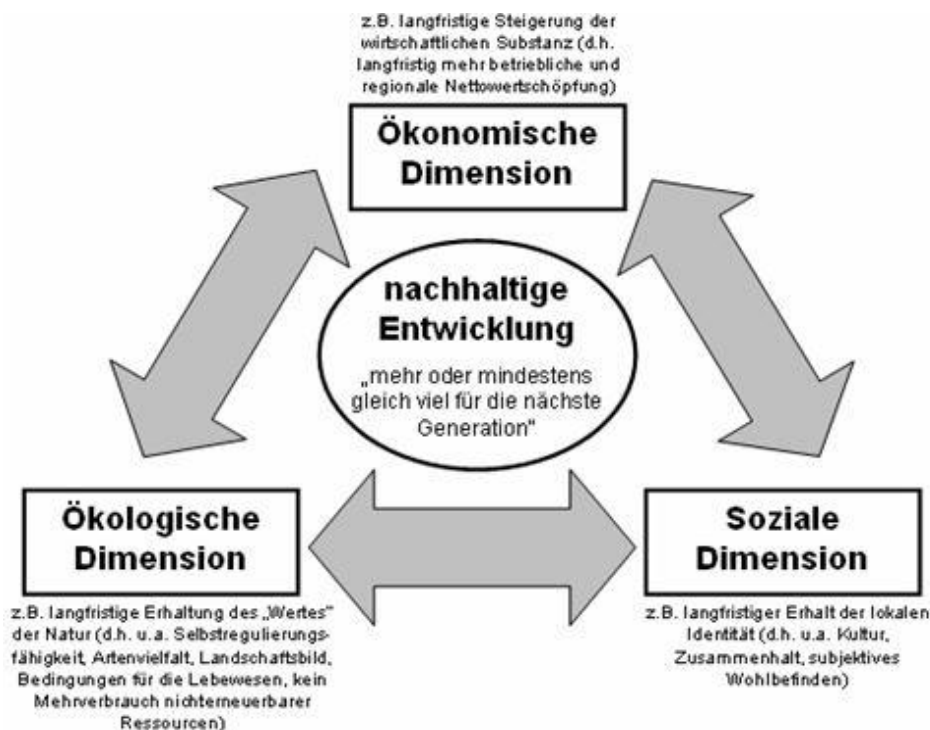 z.B. langfristige Steigerung der
wirtschaftlichen Substanz (d.h.
langfristig mehr betriebliche und
regionale Nettowertschöpfung)
Ökonomische
Dimension
nachhaltige
Entwicklung
„mehr oder mindestens
gleich viel für die nächste
Generation"
Ökologische
Dimension
z.B. langfristige Erhaltung des „Wertes"
der Natur (d.h. u.a. Selbstregulierungs-
fähigkeit, Artenvielfalt, Landschaftsbild,
Bedingungen für die Lebewesen, kein
Mehrverbrauch nichterneuerbarer
Ressourcen)
Soziale
Dimension
z.B. langfristiger Erhalt der lokalen
Identität (d.h. u.a. Kultur,
Zusammenhalt, subjektives
Wohlbefinden)